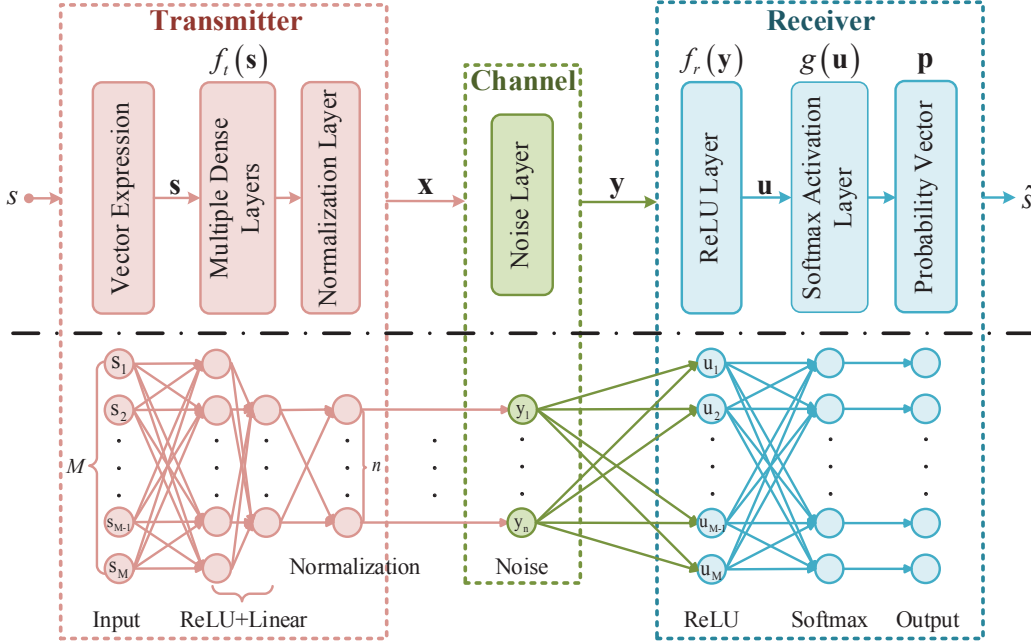 Transmitter
Receiver
f_t(s)
f_r(y)
g(u)
p
Channel
s
Vector Expression
s
Multiple Dense
Layers
Normalization Layer
x
Noise Layer
y
ReLU Layer
u
Softmax Activation
Layer
Probability Vector
ŝ
s_1
s_2
s_{M-1}
s_M
M
n
y_1
y_n
u_1
u_2
u_{M-1}
u_M
Normalization
Noise
Input
ReLU+Linear
ReLU
Softmax
Output